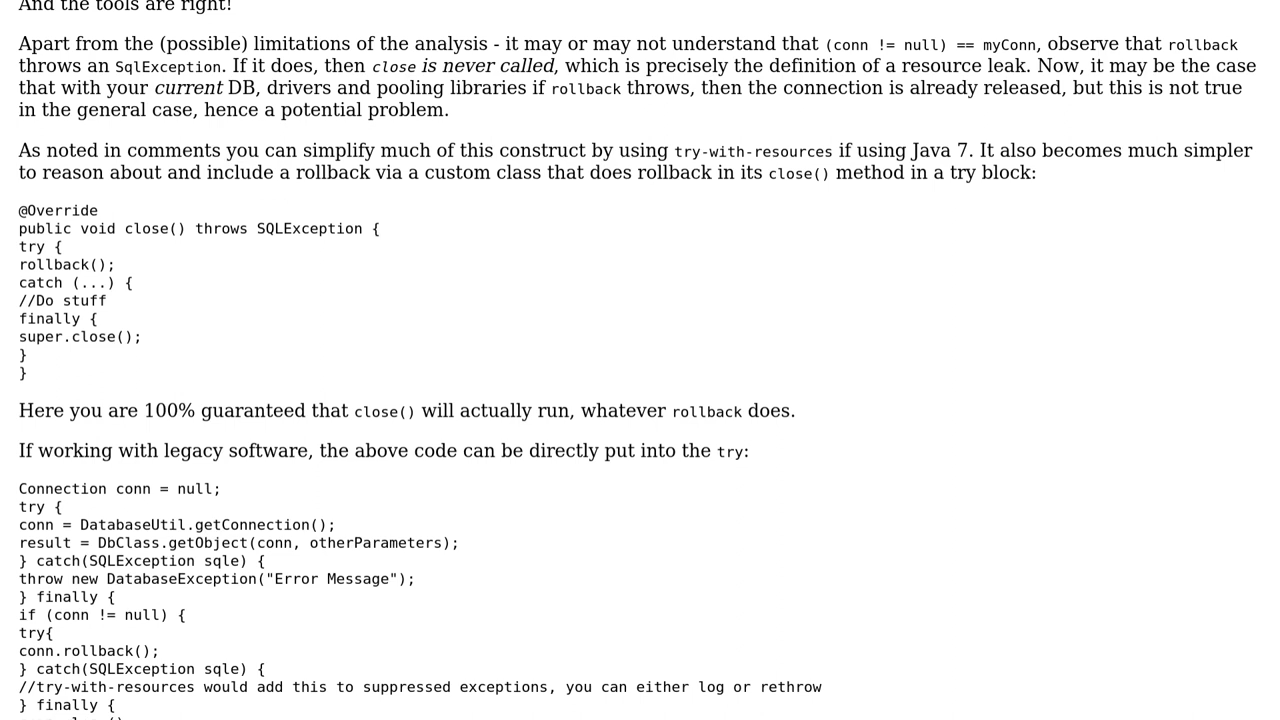 And the tools are right!
Apart from the (possible) limitations of the analysis - it may or may not understand that (conn != null) == myConn, observe that rollback
throws an SqlException. If it does, then close is never called, which is precisely the definition of a resource leak. Now, it may be the case
that with your current DB, drivers and pooling libraries if rollback throws, then the connection is already released, but this is not true
in the general case, hence a potential problem.
As noted in comments you can simplify much of this construct by using try-with-resources if using Java 7. It also becomes much simpler
to reason about and include a rollback via a custom class that does rollback in its close() method in a try block:
@Override
public void close() throws SQLException {
try {
rollback();
catch (...) {
//Do stuff
finally {
super.close();
}
}
Here you are 100% guaranteed that close() will actually run, whatever rollback does.
If working with legacy software, the above code can be directly put into the try:
Connection conn = null;
try {
conn = DatabaseUtil.getConnection();
result = DbClass.getObject(conn, otherParameters);
} catch(SQLException sqle) {
throw new DatabaseException("Error Message");
} finally {
if (conn != null) {
try{
conn.rollback();
} catch(SQLException sqle) {
//try-with-resources would add this to suppressed exceptions, you can either log or rethrow
} finally {